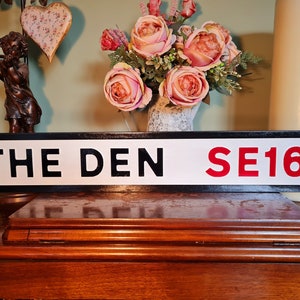 THE DEN SE16